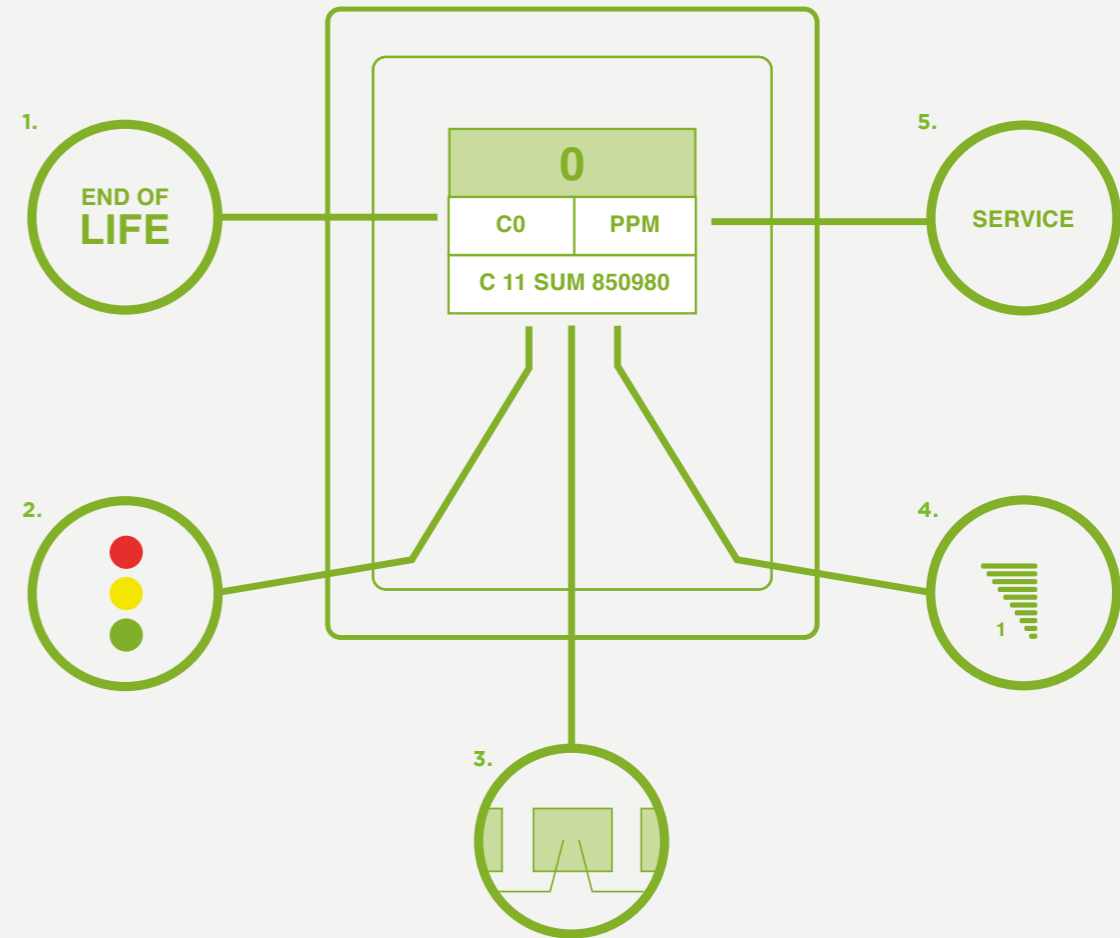 1.
END OF
LIFE
5.
SERVICE
0
C0
PPM
C 11 SUM 850980
2.
4.
1
3.